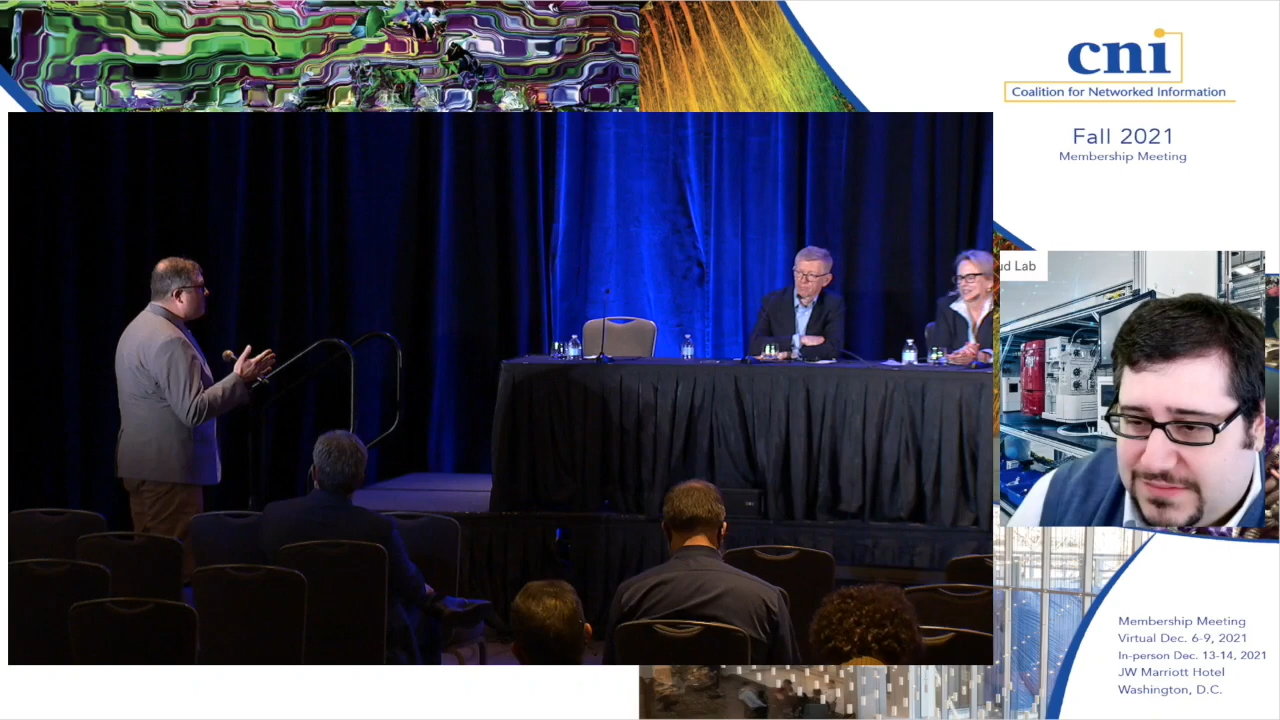 cni
Coalition for Networked Information
Fall 2021
Membership Meeting
ud Lab
Membership Meeting
Virtual Dec. 6-9, 2021
In-person Dec. 13-14, 2021
JW Marriott Hotel
Washington, D.C.